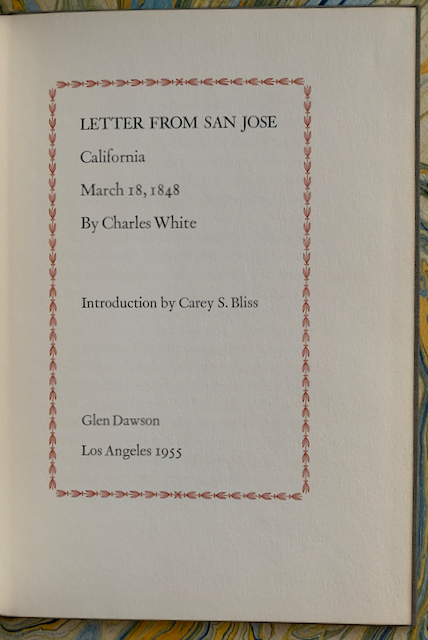 LETTER FROM SAN JOSE
California
March 18, 1848
By Charles White
Introduction by Carey S. Bliss
Glen Dawson
Los Angeles 1955